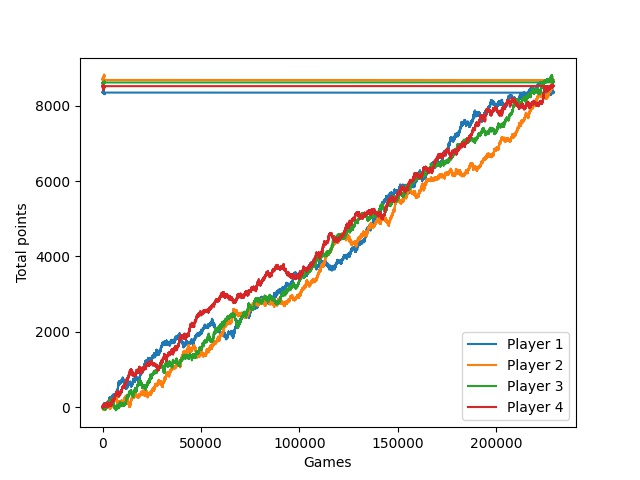 Total points
8000
6000
4000
2000
0
0
50000
100000
150000
200000
Games
Player 1
Player 2
Player 3
Player 4